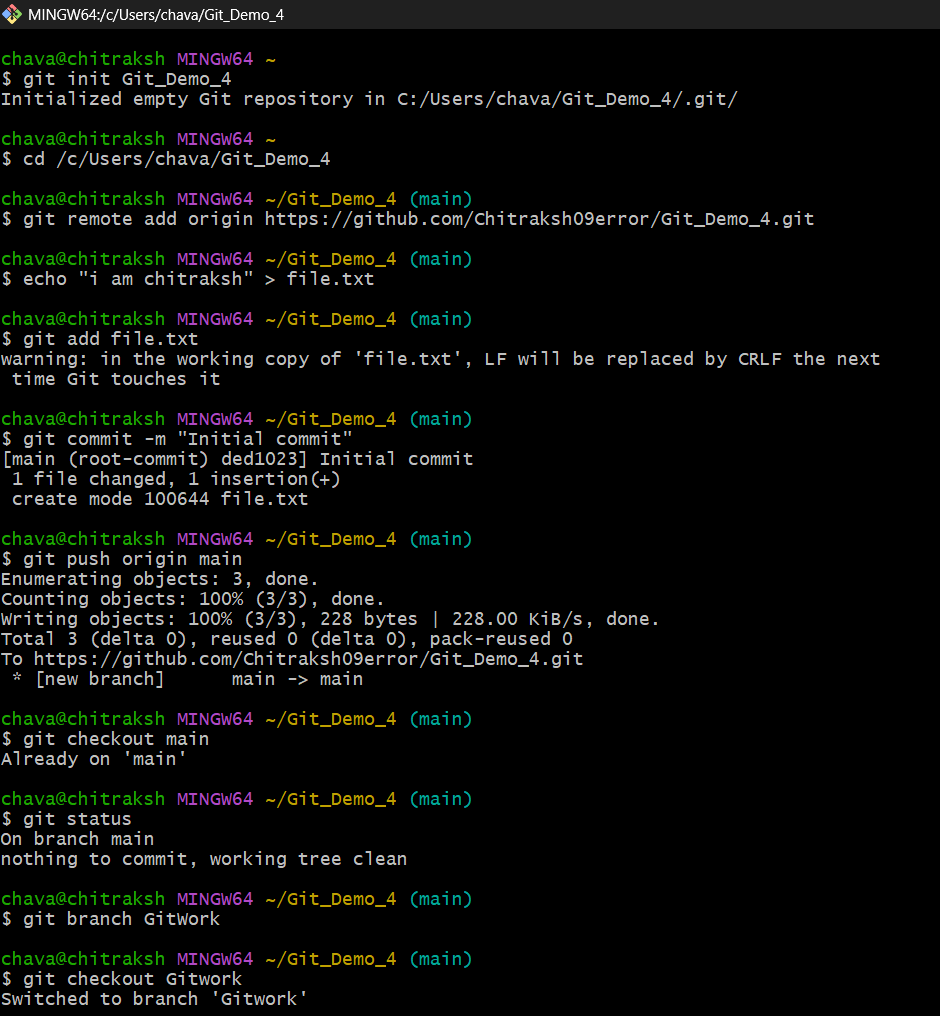 MINGW64:/c/Users/chava/Git_Demo_4
chava@chitraksh MINGW64 ~
$ git init Git_Demo_4
Initialized empty Git repository in C:/Users/chava/Git_Demo_4/.git/
chava@chitraksh MINGW64 ~
$ cd /c/Users/chava/Git_Demo_4
chava@chitraksh MINGW64 ~/Git_Demo_4 (main)
$ git remote add origin https://github.com/Chitraksh09error/Git_Demo_4.git
chava@chitraksh MINGW64 ~/Git_Demo_4 (main)
$ echo "i am chitraksh" > file.txt
chava@chitraksh MINGW64 ~/Git_Demo_4 (main)
$ git add file.txt
warning: in the working copy of 'file.txt', LF will be replaced by CRLF the next
 time Git touches it
chava@chitraksh MINGW64 ~/Git_Demo_4 (main)
$ git commit -m "Initial commit"
[main (root-commit) ded1023] Initial commit
 1 file changed, 1 insertion(+)
 create mode 100644 file.txt
chava@chitraksh MINGW64 ~/Git_Demo_4 (main)
$ git push origin main
Enumerating objects: 3, done.
Counting objects: 100% (3/3), done.
Writing objects: 100% (3/3), 228 bytes | 228.00 KiB/s, done.
Total 3 (delta 0), reused 0 (delta 0), pack-reused 0
To https://github.com/Chitraksh09error/Git_Demo_4.git
 * [new branch]      main -> main
chava@chitraksh MINGW64 ~/Git_Demo_4 (main)
$ git checkout main
Already on 'main'
chava@chitraksh MINGW64 ~/Git_Demo_4 (main)
$ git status
On branch main
nothing to commit, working tree clean
chava@chitraksh MINGW64 ~/Git_Demo_4 (main)
$ git branch GitWork
chava@chitraksh MINGW64 ~/Git_Demo_4 (main)
$ git checkout Gitwork
Switched to branch 'Gitwork'